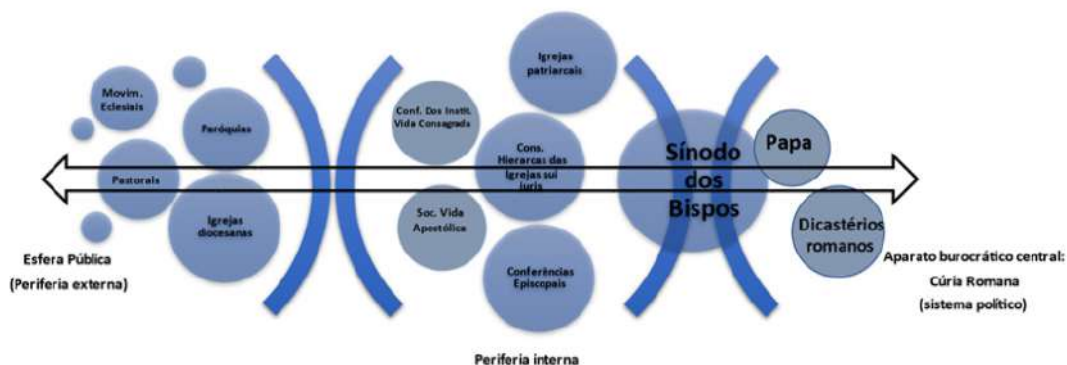 Movim.
Eclesiais
Paróquias
Pastorais
Igrejas
diocesanas
Esfera Pública
(Periferia externa)
Igrejas
patriarcais
Conf. Dos Instit.
Vida Consagrada
Cons.
Hierarcas das
Igrejas sui
iuris
Soc. Vida
Apostólica
Conferências
Episcopais
Periferia interna
Sínodo
dos
Bispos
Papa
Dicastérios
romanos
Aparato burocrático central:
Cúria Romana
(sistema político)